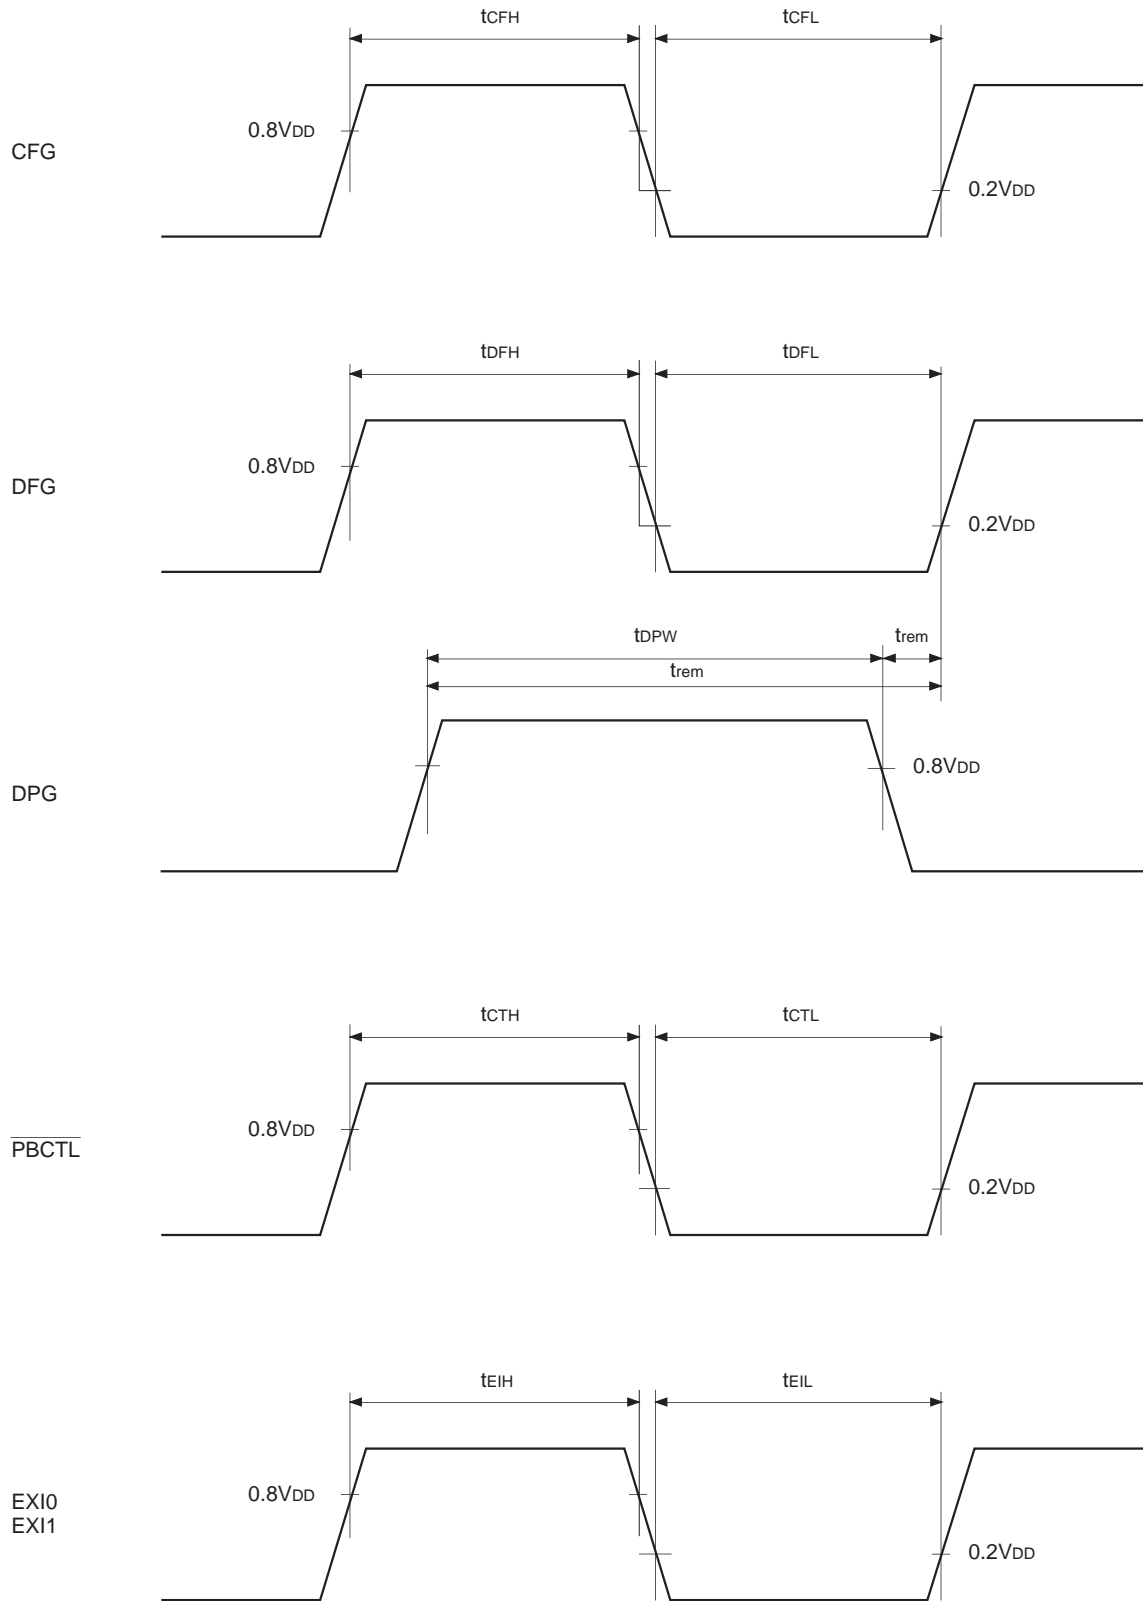 tCFH tCFL
0.8VDD
CFG
0.2VDD
tDFH tDFL
0.8VDD
DFG
0.2VDD
tDPW trem
trem
0.8VDD
DPG
tCTH tCTL
0.8VDD
PBCTL
0.2VDD
tEIH tEIL
0.8VDD
EXI0
EXI1
0.2VDD